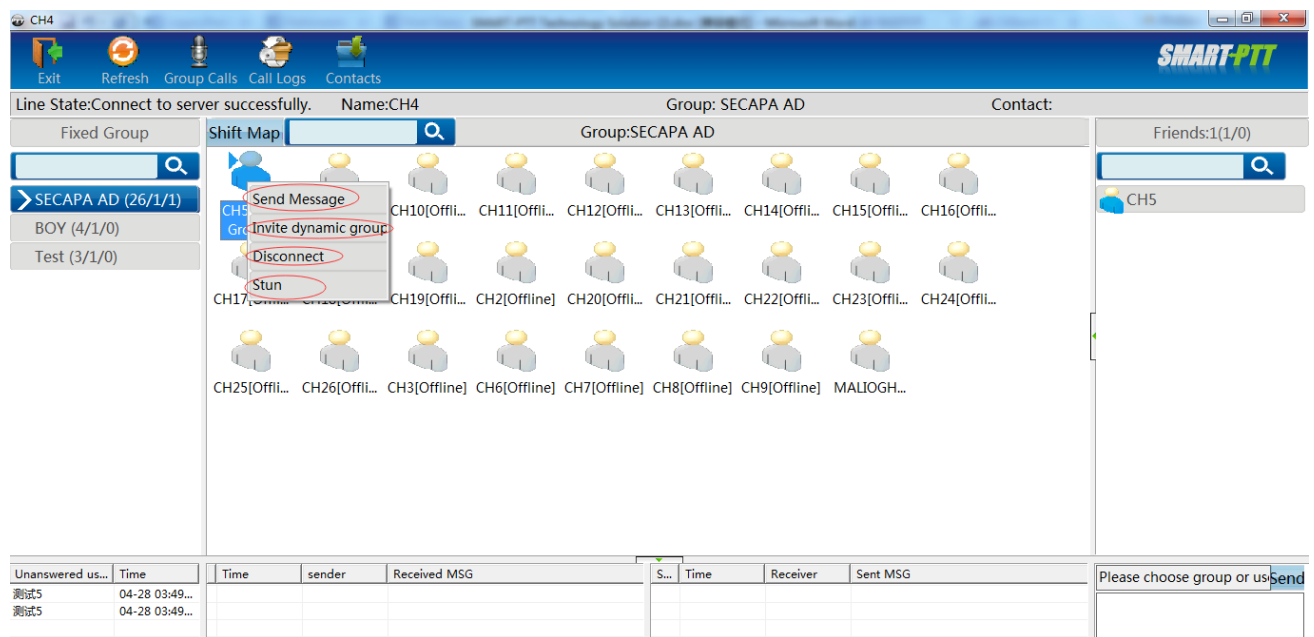 CH4
Exit Refresh Group Calls Call Logs Contacts
SMART-PTT
Line State:Connect to server successfully. Name:CH4 Group: SECAPA AD Contact:
Fixed Group
Shift Map
Group:SECAPA AD
Friends:1(1/0)
SECAPA AD (26/1/1)
BOY (4/1/0)
Test (3/1/0)
CH5
Send Message
Invite dynamic group
Disconnect
Stun
CH10[Offli... CH11[Offli... CH12[Offli... CH13[Offli... CH14[Offli... CH15[Offli... CH16[Offli...
CH17[Offli... CH18[Offli... CH19[Offli... CH2[Offline] CH20[Offli... CH21[Offli... CH22[Offli... CH23[Offli... CH24[Offli...
CH25[Offli... CH26[Offli... CH3[Offline] CH6[Offline] CH7[Offline] CH8[Offline] CH9[Offline] MALIOGH...
CH5
Unanswered us... Time
测试5 04-28 03:49...
测试5 04-28 03:49...
Time sender Received MSG
S... Time Receiver Sent MSG
Please choose group or us Send